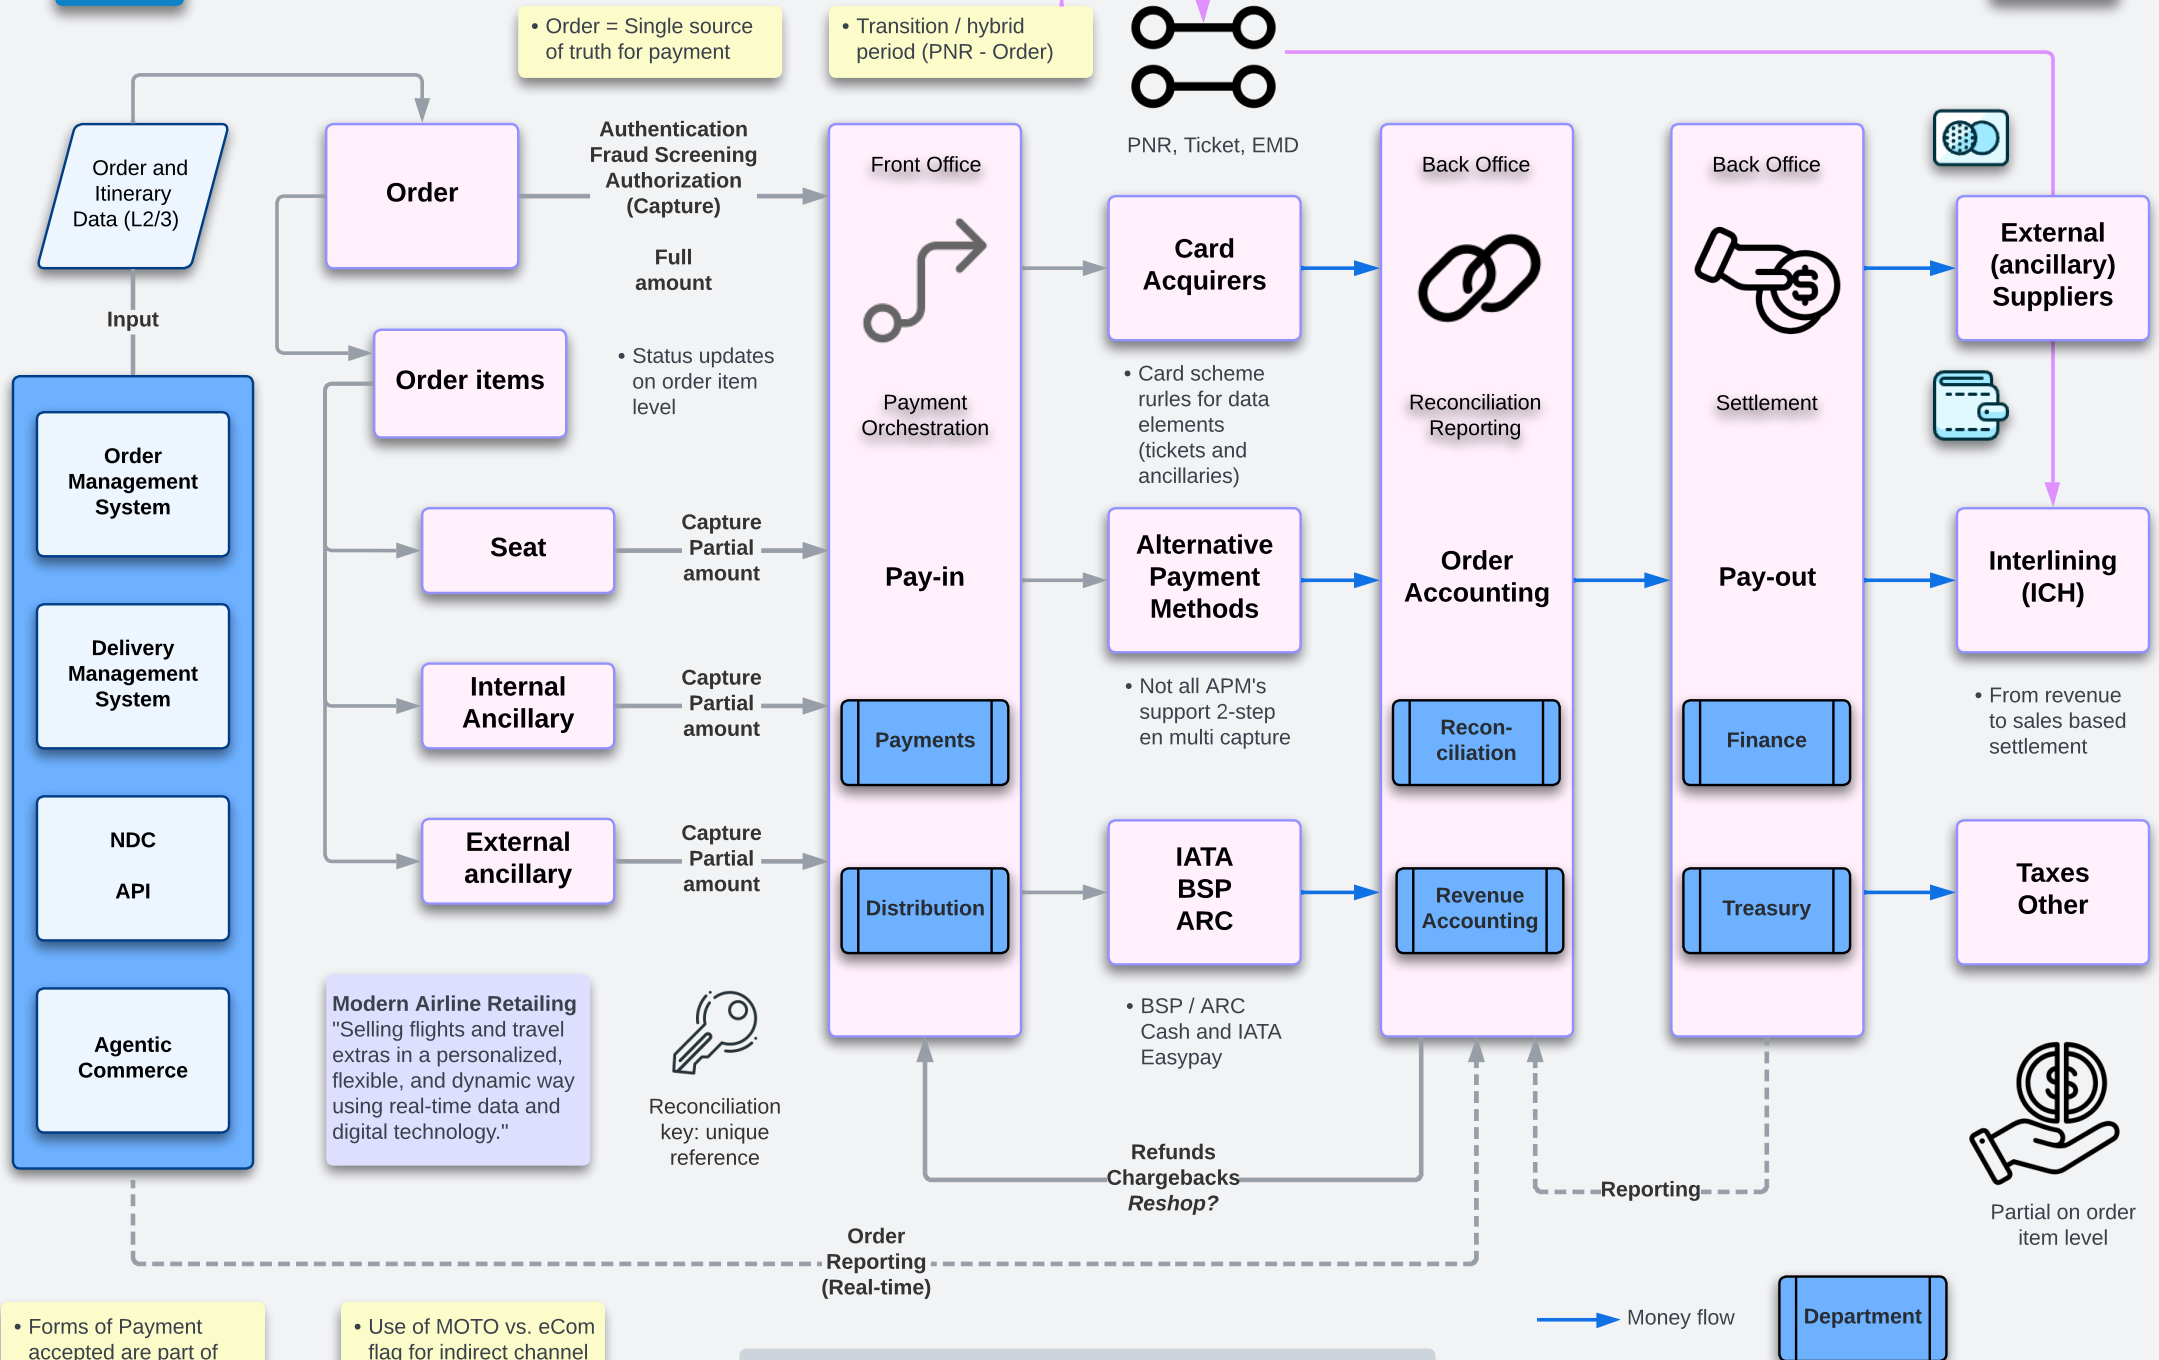 • Order = Single source
of truth for payment
• Transition / hybrid
period (PNR - Order)
PNR, Ticket, EMD
Order and
Itinerary
Data (L2/3)
Input
Order
Management
System
Delivery
Management
System
NDC
API
Agentic
Commerce
Order
Authentication
Fraud Screening
Authorization
(Capture)
Full
amount
Order items
• Status updates
on order item
level
Seat
Capture
Partial
amount
Internal
Ancillary
Capture
Partial
amount
External
ancillary
Capture
Partial
amount
Modern Airline Retailing
"Selling flights and travel
extras in a personalized,
flexible, and dynamic way
using real-time data and
digital technology."
Reconciliation
key: unique
reference
Front Office
Payment
Orchestration
Pay-in
Payments
Distribution
Card
Acquirers
• Card scheme
rurles for data
elements
(tickets and
ancillaries)
Alternative
Payment
Methods
• Not all APM's
support 2-step
en multi capture
IATA
BSP
ARC
• BSP / ARC
Cash and IATA
Easypay
Back Office
Reconciliation
Reporting
Order
Accounting
Recon-
ciliation
Revenue
Accounting
Back Office
Settlement
Pay-out
Finance
Treasury
External
(ancillary)
Suppliers
Interlining
(ICH)
• From revenue
to sales based
settlement
Taxes
Other
Partial on order
item level
Refunds
Chargebacks
Reshop?
Reporting
Order
Reporting
(Real-time)
• Forms of Payment
accepted are part of
• Use of MOTO vs. eCom
flag for indirect channel
Money flow
Department